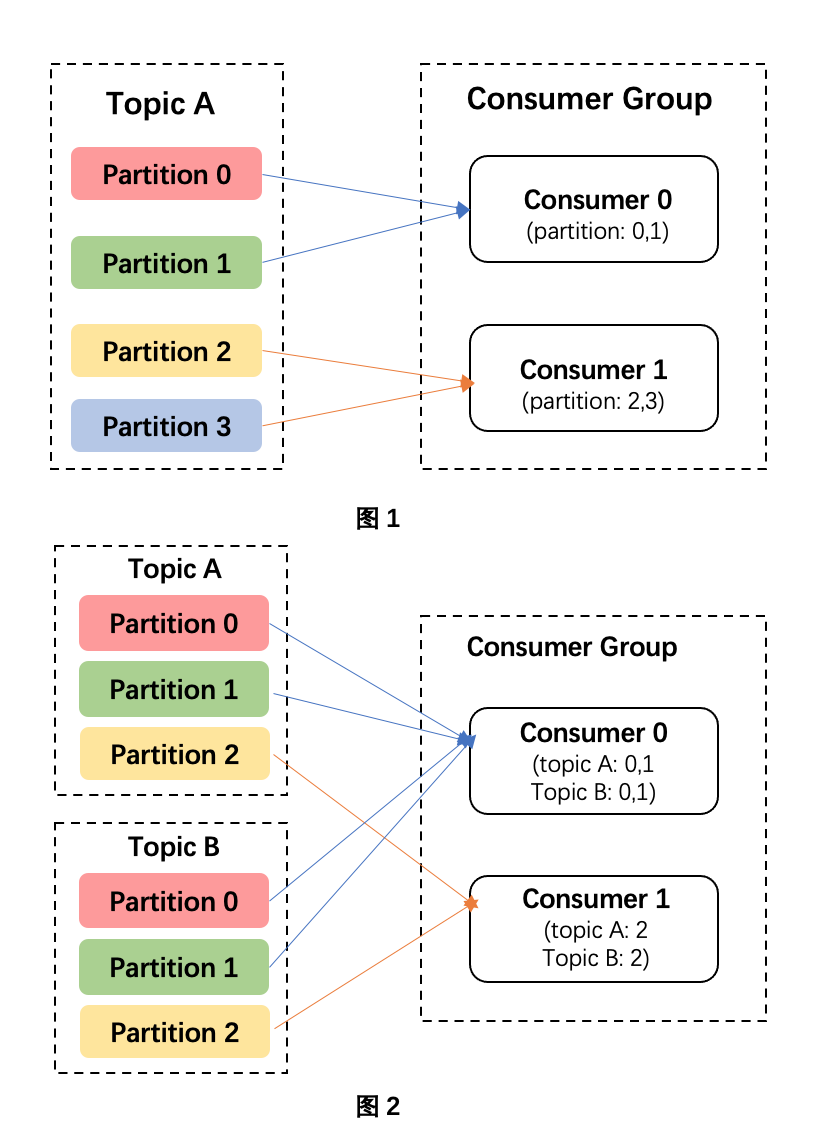 Topic A
Partition 0
Partition 1
Partition 2
Partition 3
Consumer Group
Consumer 0
(partition: 0,1)
Consumer 1
(partition: 2,3)
图 1
Topic A
Partition 0
Partition 1
Partition 2
Topic B
Partition 0
Partition 1
Partition 2
Consumer Group
Consumer 0
(topic A: 0,1
Topic B: 0,1)
Consumer 1
(topic A: 2
Topic B: 2)
图 2